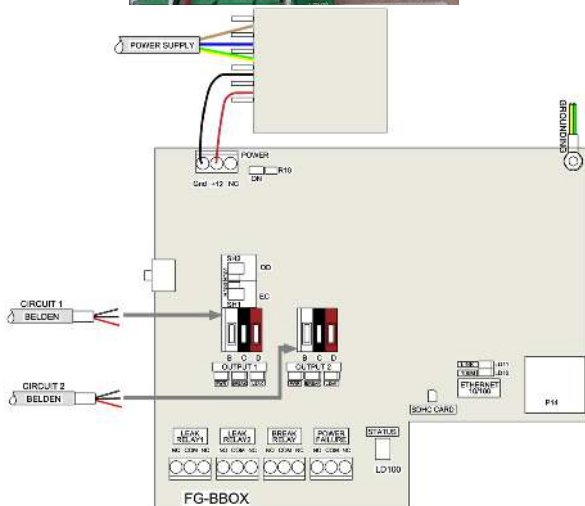 POWER SUPPLY
GROUNDING
POWER
Gnd +12 NC
R10
ON
SH2
OD
EC
SH1
CIRCUIT 1
BELDEN
B C D
B C D
OUTPUT 1
OUTPUT 2
CIRCUIT 2
BELDEN
LD11
LD12
ETHERNET
10/100
SDHC CARD
P14
LEAK
RELAY1
LEAK
RELAY2
BREAK
RELAY
POWER
FAILURE
STATUS
NO COM NC
NO COM NC
NO COM NC
NO COM NC
LD100
FG-BBOX